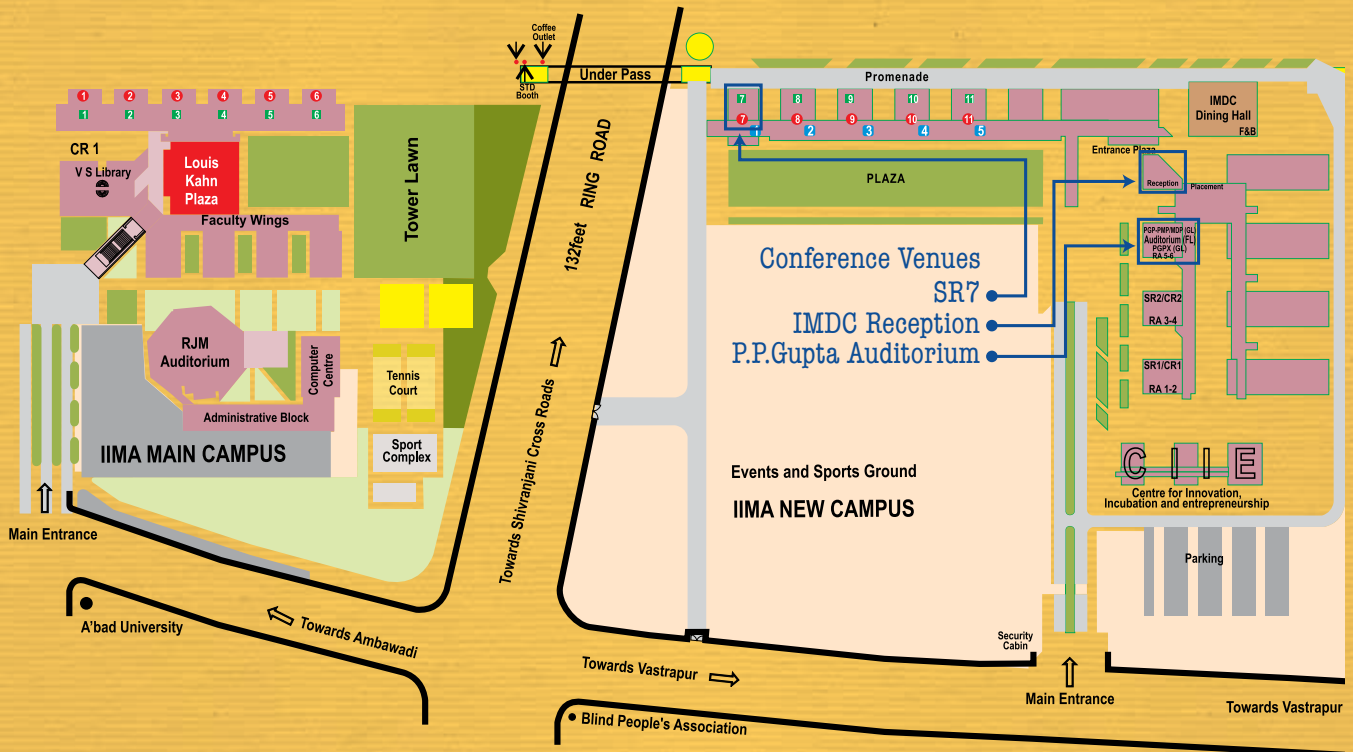 Coffee
Outlet
Under Pass
STD
Booth
Promenade
1 2 3 4 5 6
1 2 3 4 5 6
7 8 9 10 11
7 8 9 10 11
1 2 3 4 5
IMDC
Dining Hall
F&B
CR 1
V S Library
Louis
Kahn
Plaza
Faculty Wings
Tower Lawn
132feet RING ROAD
Entrance Plaza
PLAZA
Reception
Placement
PGP-PMP/MDP (GL)
Auditorium (FL)
PGPX (GL)
RA 5-6
Conference Venues
SR7
IMDC Reception
P.P.Gupta Auditorium
SR2/CR2
RA 3-4
SR1/CR1
RA 1-2
RJM
Auditorium
Computer
Centre
Tennis
Court
Administrative Block
Sport
Complex
IIMA MAIN CAMPUS
Towards Shivranjani Cross Roads
Events and Sports Ground
IIMA NEW CAMPUS
CIIE
Centre for Innovation,
Incubation and entrepreneurship
Main Entrance
Parking
A'bad University
Towards Ambawadi
Security
Cabin
Towards Vastrapur
Main Entrance
Towards Vastrapur
Blind People's Association